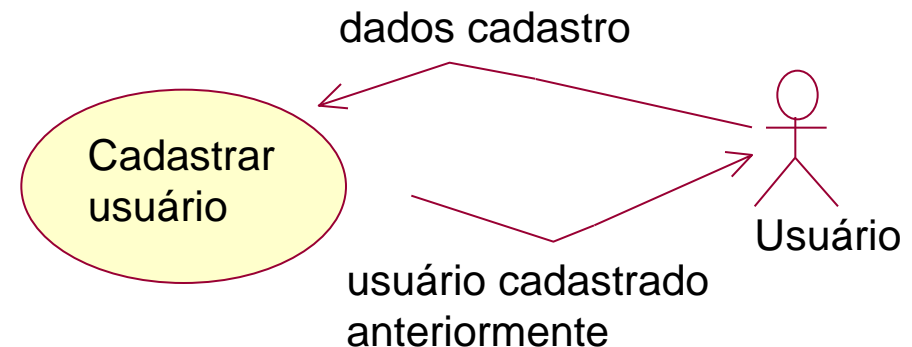 dados cadastro
Cadastrar
usuário
Usuário
usuário cadastrado
anteriormente